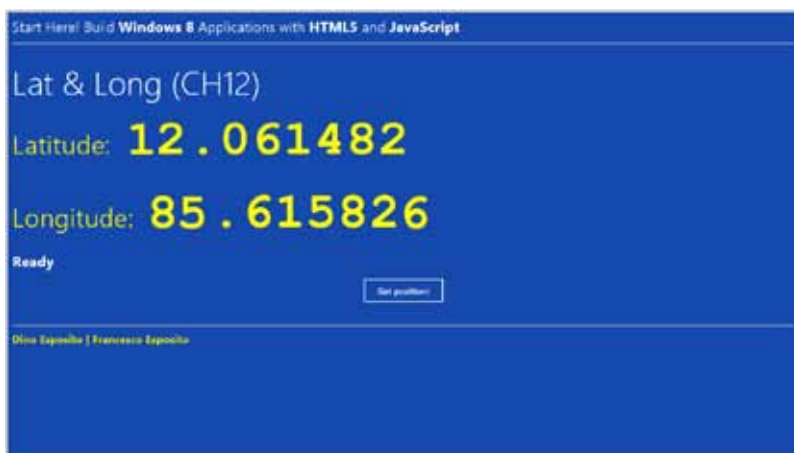 Start Here! Build Windows 8 Applications with HTML5 and JavaScript
Lat & Long (CH12)
Latitude: 12.061482
Longitude: 85.615826
Ready
Get position!
Dino Esposito | Francesco Esposito